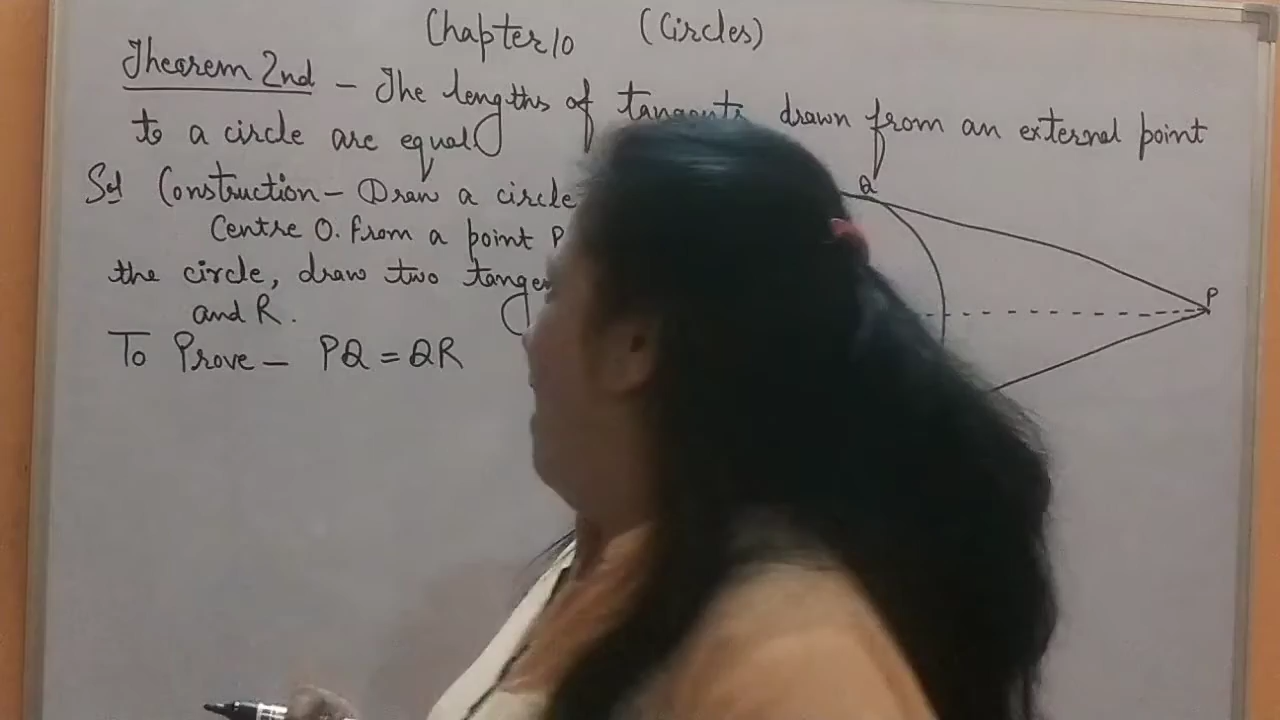 Chapter 10 (Circles)
Theorem 2nd - The lengths of tangents drawn from an external point
to a circle are equal
Sol Construction - Draw a circle
Centre O. From a point P
the circle, draw two
and R.
To Prove - PQ = QR
Q
P